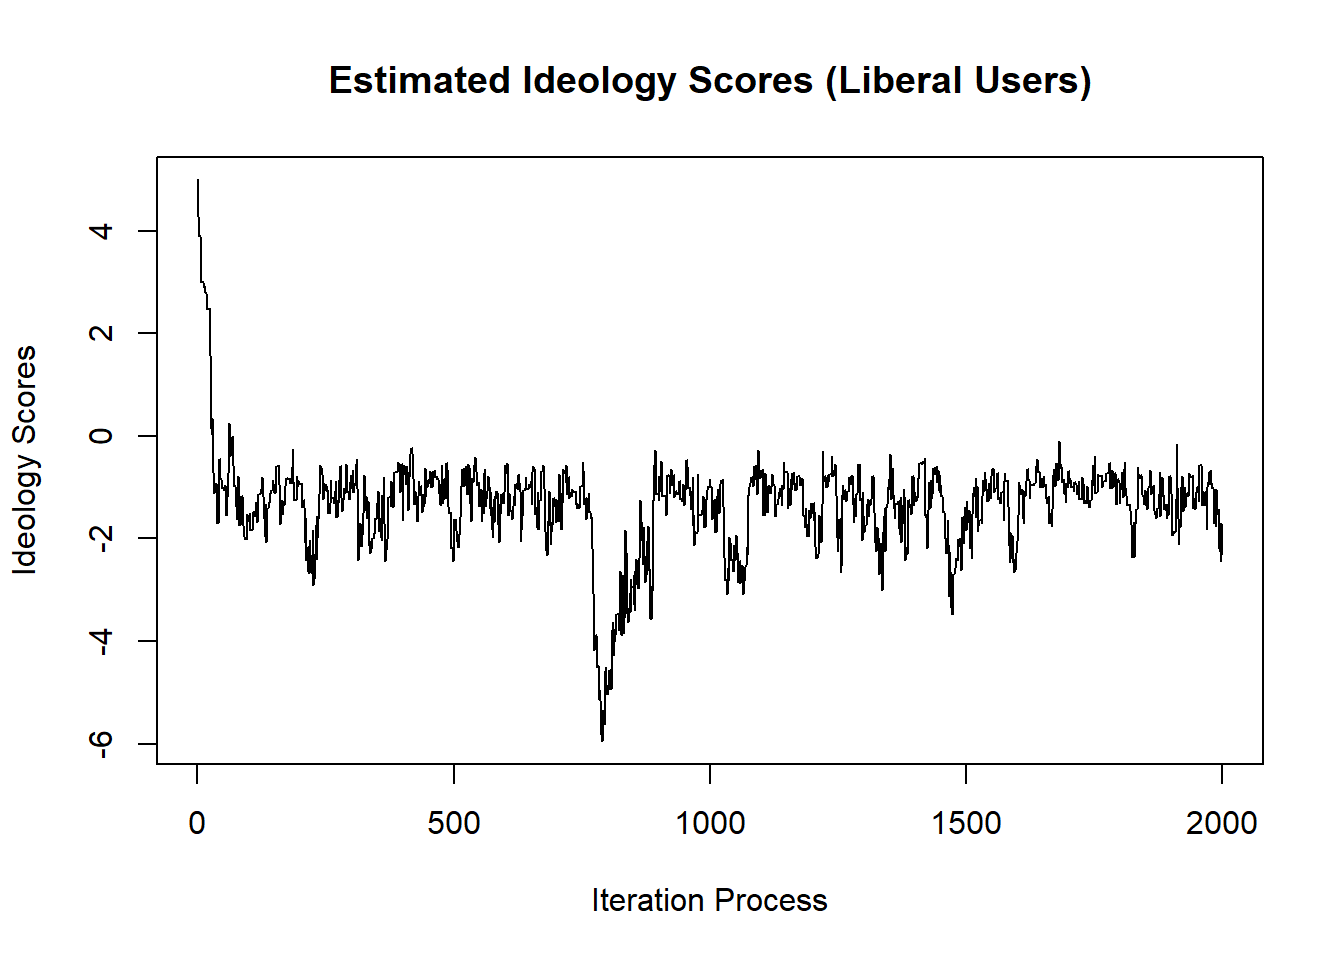 Estimated Ideology Scores (Liberal Users)
Ideology Scores
4
2
0
-2
-4
-6
0 500 1000 1500 2000
Iteration Process